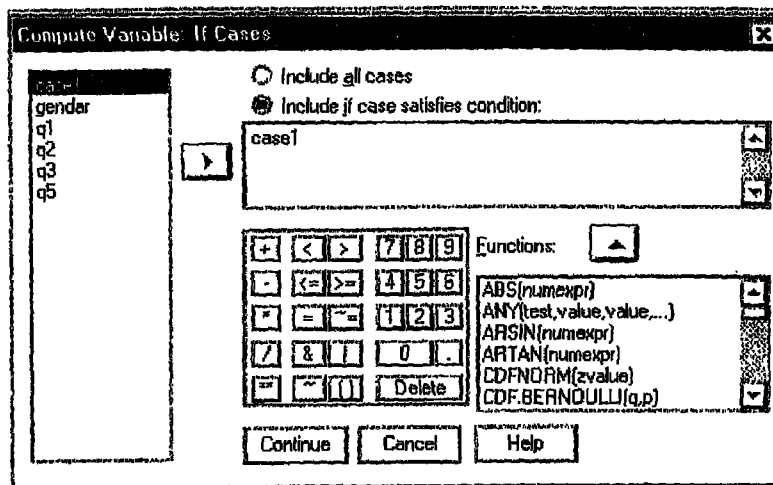 Compute Variable: If Cases
case1
gendar
q1
q2
q3
q5
Include all cases
Include if case satisfies condition:
case1
+ < > 7 8 9
- <= >= 4 5 6
* = ~= 1 2 3
/ & | 0 .
** ~ () Delete
Functions:
ABS(numexpr)
ANY(test,value,value,...)
ARSIN(numexpr)
ARTAN(numexpr)
CDFNORM(zvalue)
CDF.BERNOULLI(q,p)
Continue Cancel Help